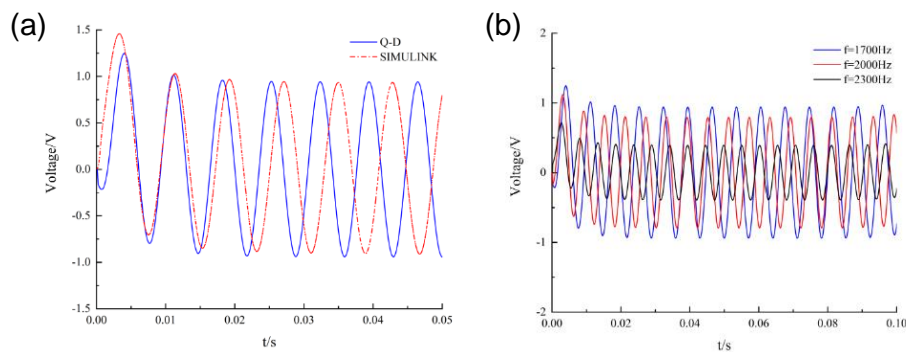 (a)
1.5
1.0
0.5
0.0
-0.5
-1.0
-1.5
Voltage/V
Q-D
SIMULINK
0.00 0.01 0.02 0.03 0.04 0.05
t/s
(b)
2
1
0
-1
-2
Voltage/V
f=1700Hz
f=2000Hz
f=2300Hz
0.00 0.02 0.04 0.06 0.08 0.10
t/s